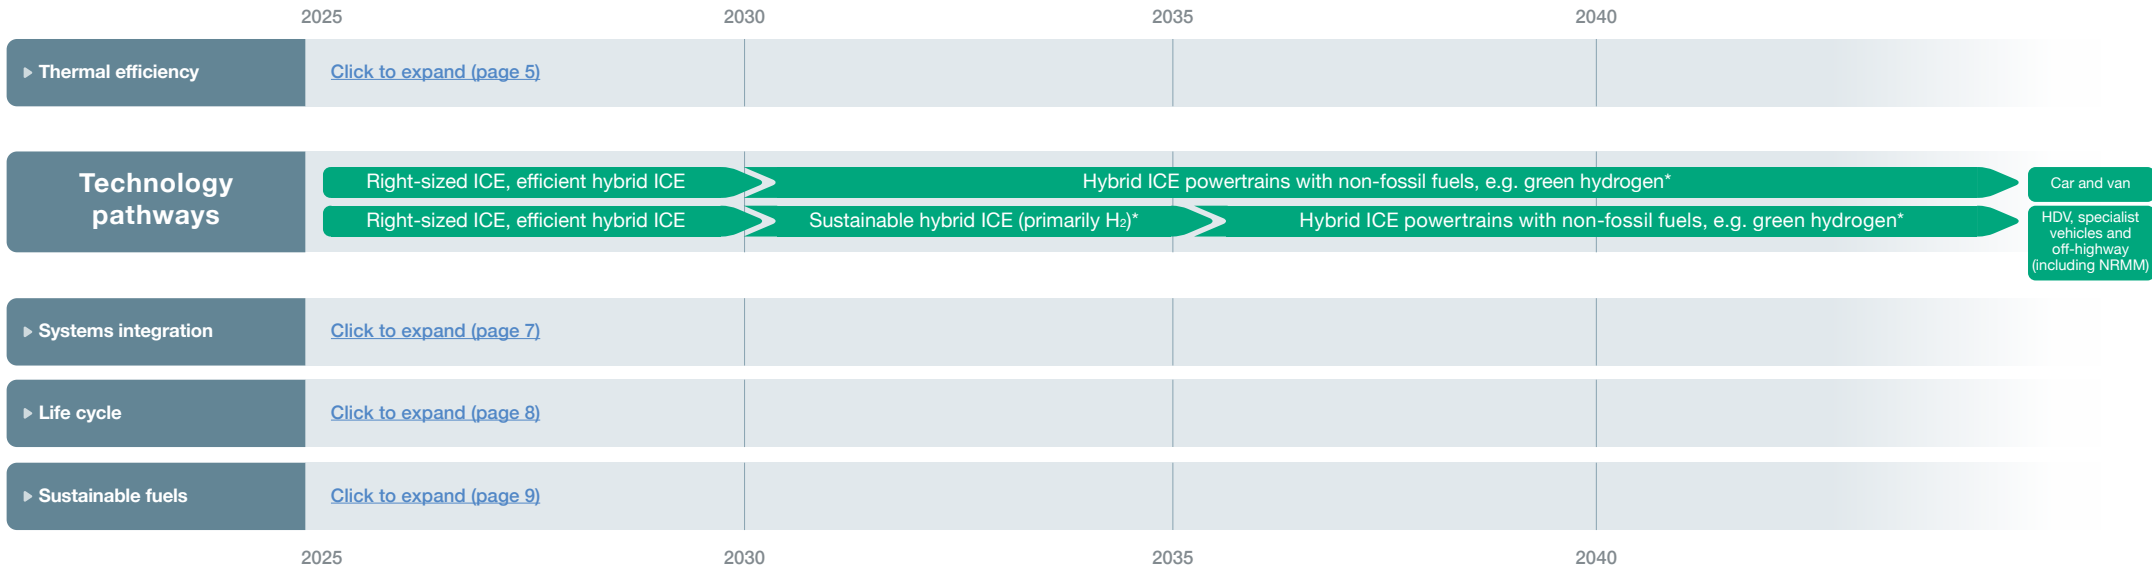 2025 2030 2035 2040
Thermal efficiency Click to expand (page 5)
Technology
pathways
Right-sized ICE, efficient hybrid ICE Hybrid ICE powertrains with non-fossil fuels, e.g. green hydrogen* Car and van
Right-sized ICE, efficient hybrid ICE Sustainable hybrid ICE (primarily H₂)* Hybrid ICE powertrains with non-fossil fuels, e.g. green hydrogen*
HDV, specialist
vehicles and
off-highway
(including NRMM)
Systems integration Click to expand (page 7)
Life cycle Click to expand (page 8)
Sustainable fuels Click to expand (page 9)
2025 2030 2035 2040